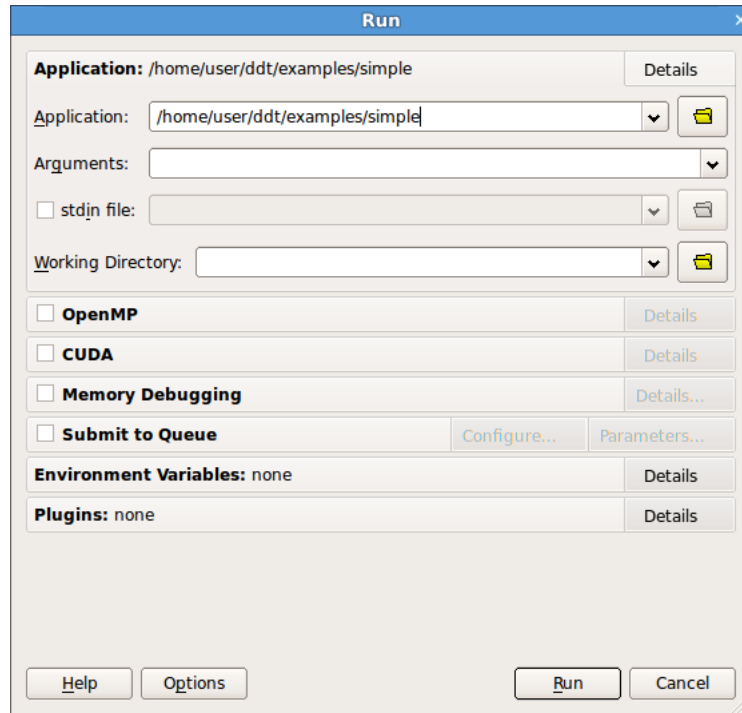 Run
Application: /home/user/ddt/examples/simple Details
Application: /home/user/ddt/examples/simple
Arguments:
stdin file:
Working Directory:
OpenMP Details
CUDA Details
Memory Debugging Details...
Submit to Queue Configure... Parameters...
Environment Variables: none Details
Plugins: none Details
Help Options Run Cancel